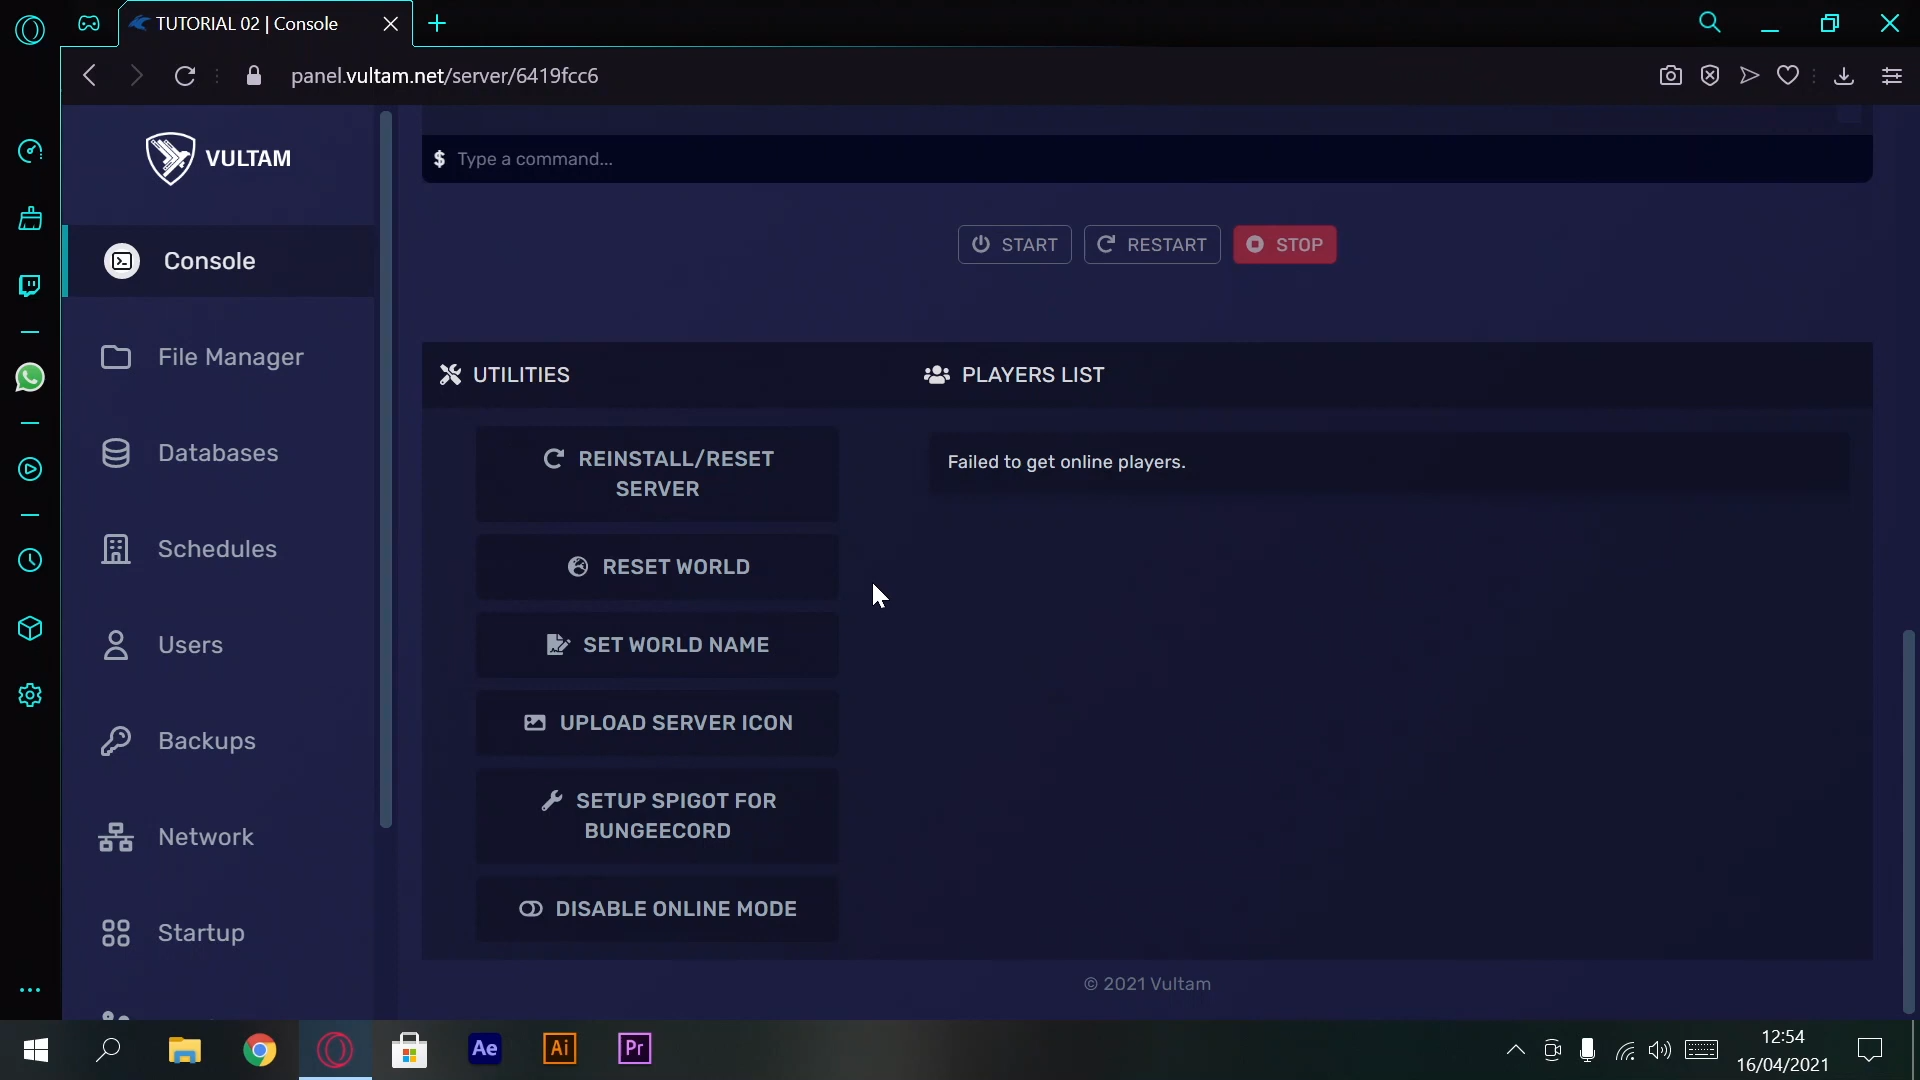 TUTORIAL 02 | Console
panel.vultam.net/server/6419fcc6
VULTAM
Console
File Manager
Databases
Schedules
Users
Backups
Network
Startup
$ Type a command...
START
RESTART
STOP
UTILITIES
PLAYERS LIST
REINSTALL/RESET
SERVER
RESET WORLD
SET WORLD NAME
UPLOAD SERVER ICON
SETUP SPIGOT FOR
BUNGEECORD
DISABLE ONLINE MODE
Failed to get online players.
© 2021 Vultam
Ae
Ai
Pr
12:54
16/04/2021